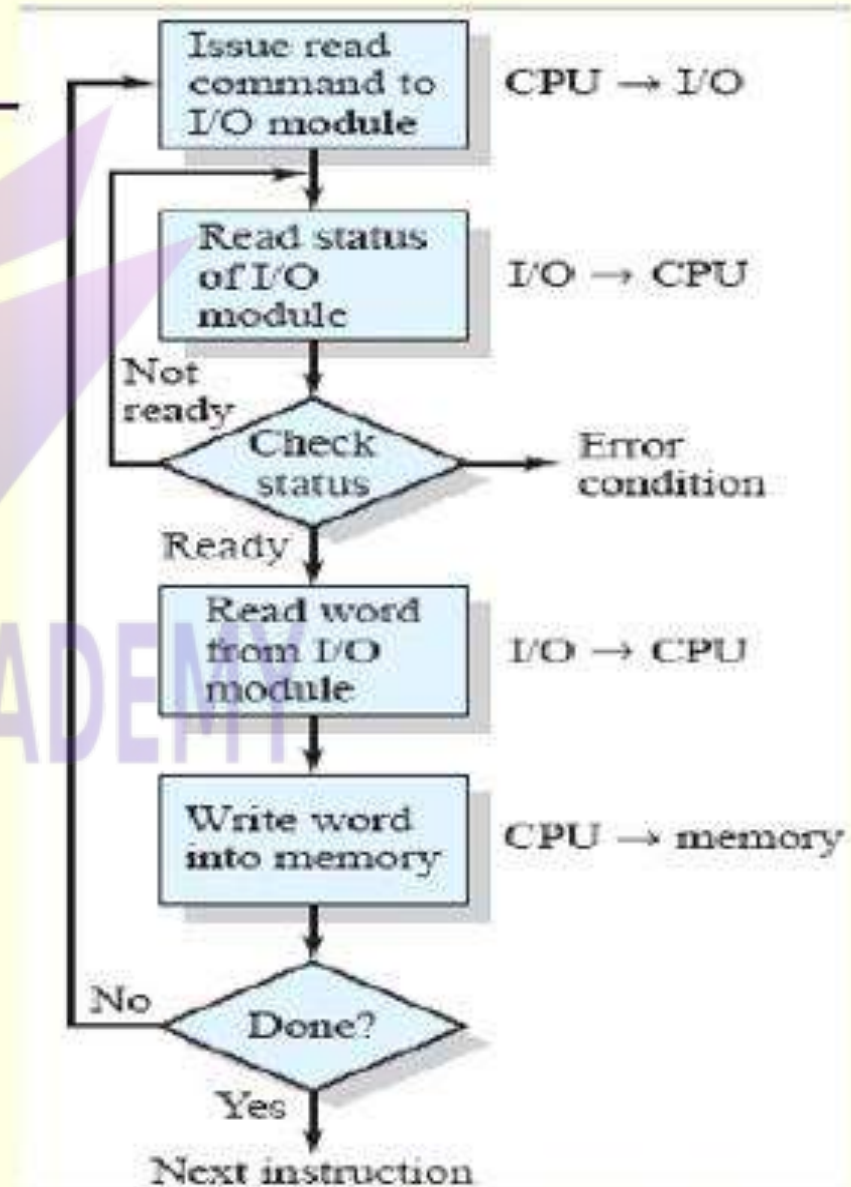 Issue read
command to
I/O module
CPU → I/O
Read status
of I/O
module
I/O → CPU
Not
ready
Check
status
Error
condition
Ready
Read word
from I/O
module
I/O → CPU
ADEMY
Write word
into memory
CPU → memory
No
Done?
Yes
Next instruction